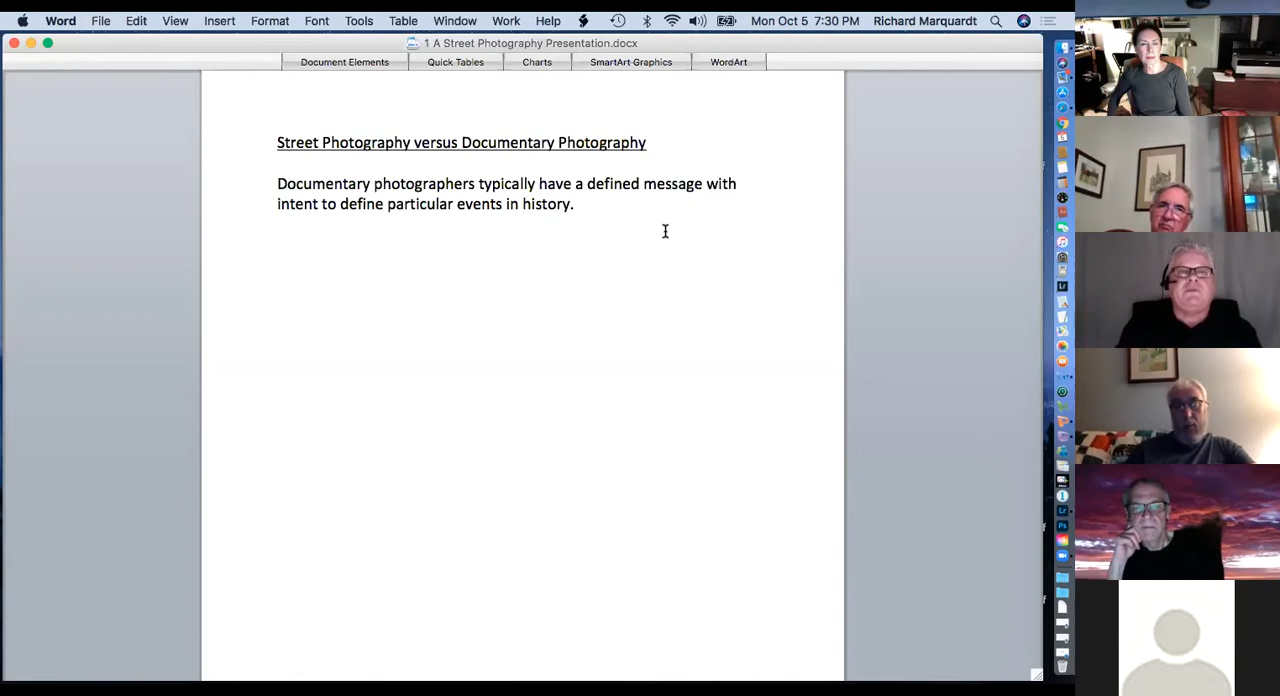 Word File Edit View Insert Format Font Tools Table Window Work Help Mon Oct 5 7:30 PM Richard Marquardt
1 A Street Photography Presentation.docx
Document Elements Quick Tables Charts SmartArt Graphics WordArt
Street Photography versus Documentary Photography
Documentary photographers typically have a defined message with
intent to define particular events in history.